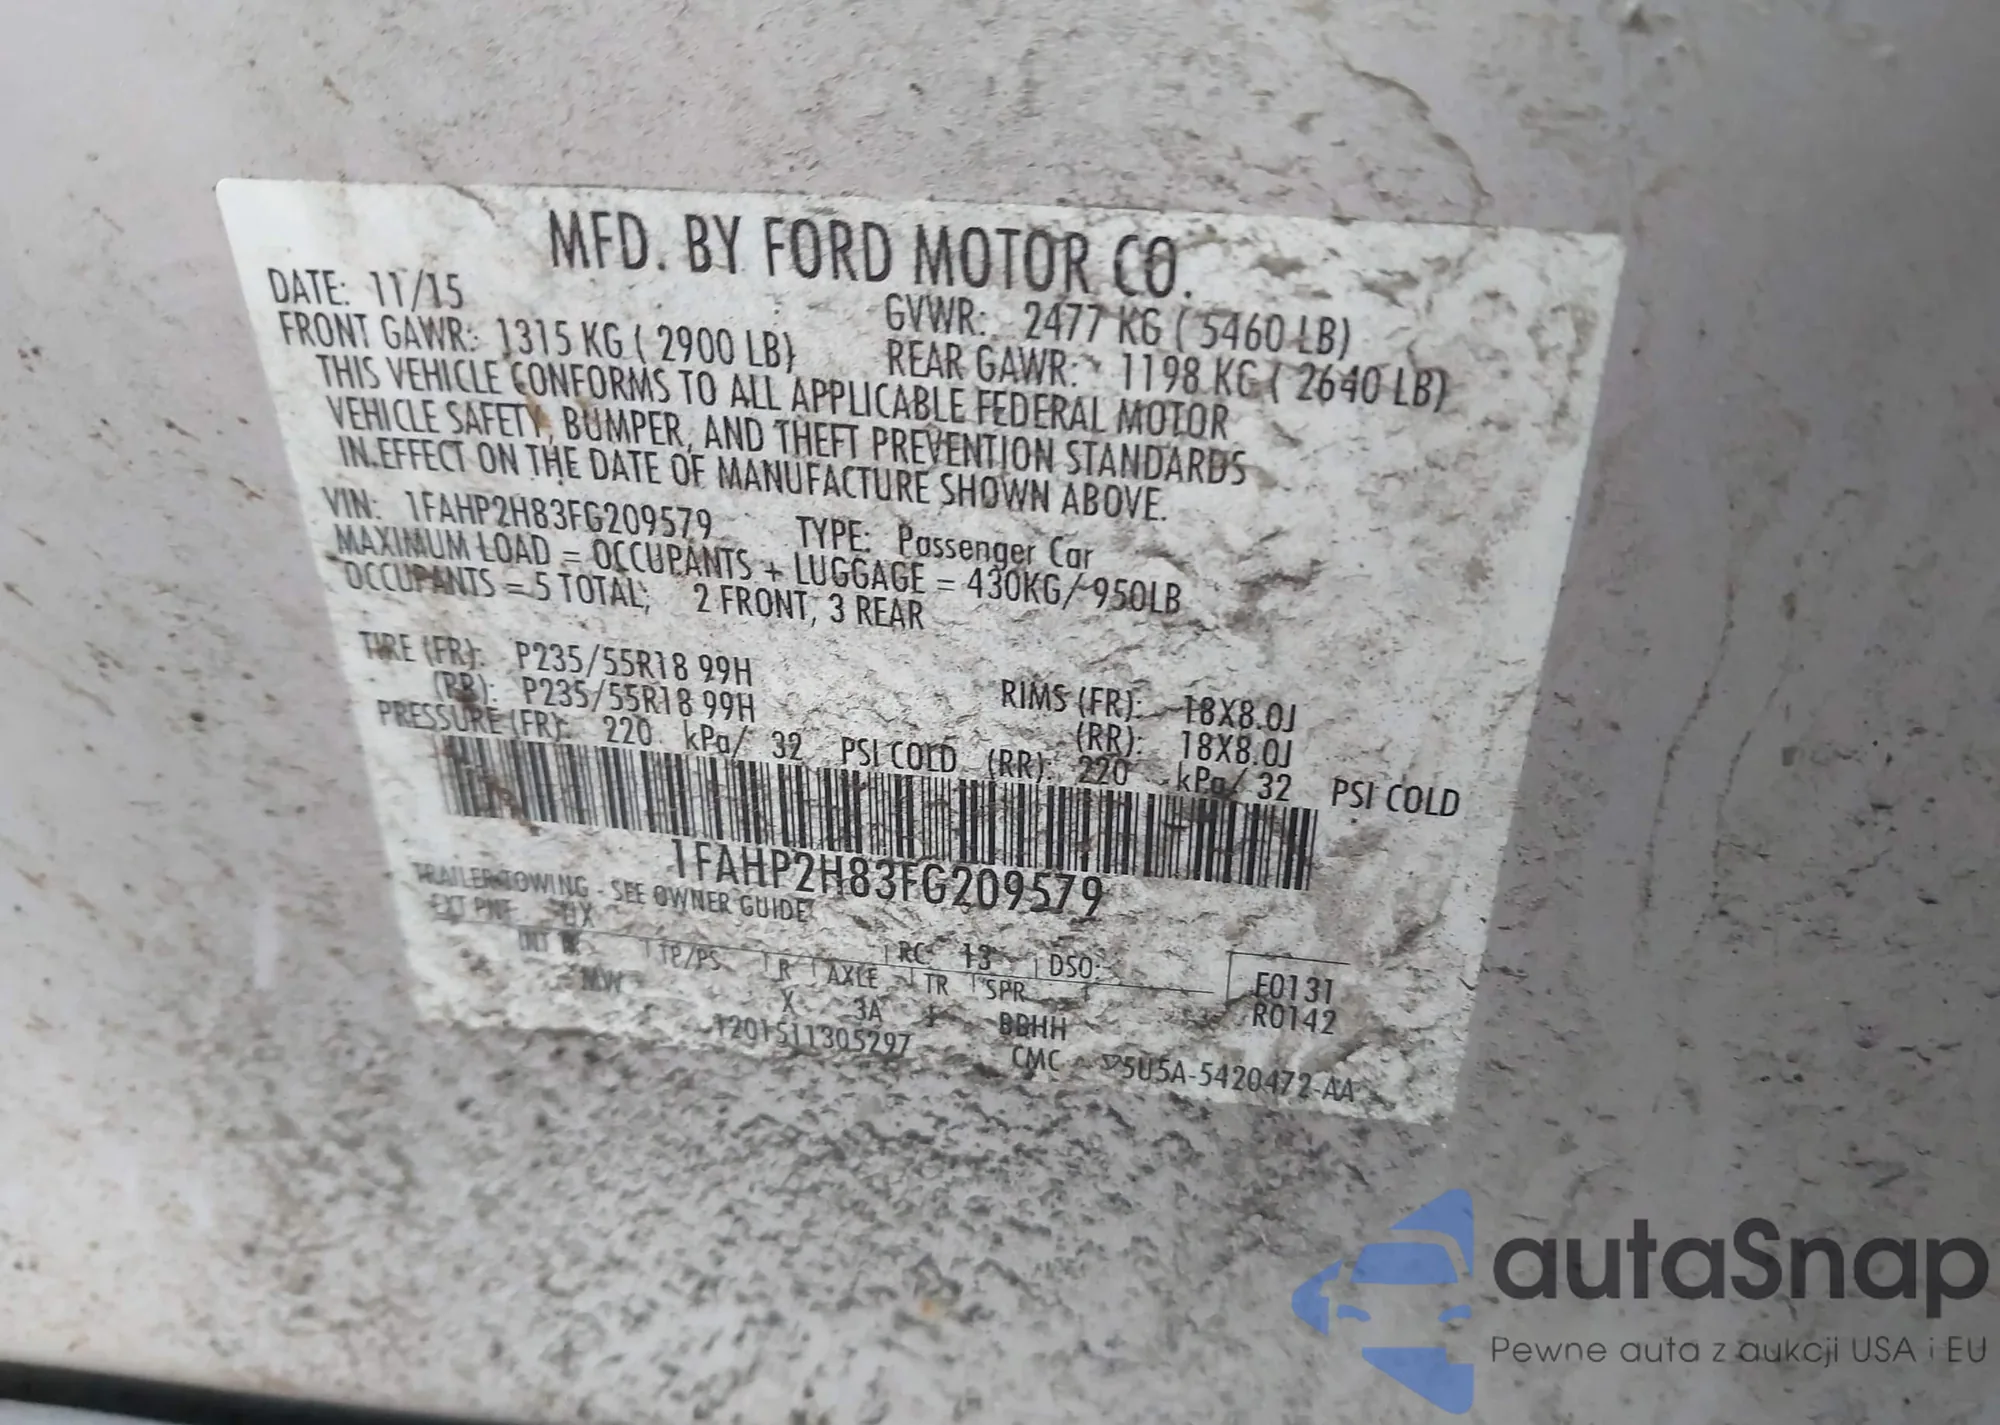 MFD. BY FORD MOTOR CO.
DATE: 11/15 GVWR: 2477 KG ( 5460 LB)
FRONT GAWR: 1315 KG ( 2900 LB) REAR GAWR: 1198 KG ( 2640 LB)
THIS VEHICLE CONFORMS TO ALL APPLICABLE FEDERAL MOTOR
VEHICLE SAFETY, BUMPER, AND THEFT PREVENTION STANDARDS
IN EFFECT ON THE DATE OF MANUFACTURE SHOWN ABOVE.
VIN: 1FAHP2H83FG209579 TYPE: Passenger Car
MAXIMUM LOAD = OCCUPANTS + LUGGAGE = 430KG/ 950LB
OCCUPANTS = 5 TOTAL, 2 FRONT, 3 REAR
TIRE (FR): P235/55R18 99H RIMS (FR): 18X8.0J
(RR): P235/55R18 99H (RR): 18X8.0J
PRESSURE (FR): 220 kPa/ 32 PSI COLD (RR): 220 kPa/ 32 PSI COLD
1FAHP2H83FG209579
TRAILER TOWING - SEE OWNER GUIDE
EXT PNT RC: 13 DSO: E0131
INT TP/PS R AXLE TR SPR R0142
X 3A BBHH
1201511305297 CMC 5U5A-5420472-AA
autaSnap
Pewne auta z aukcji USA i EU